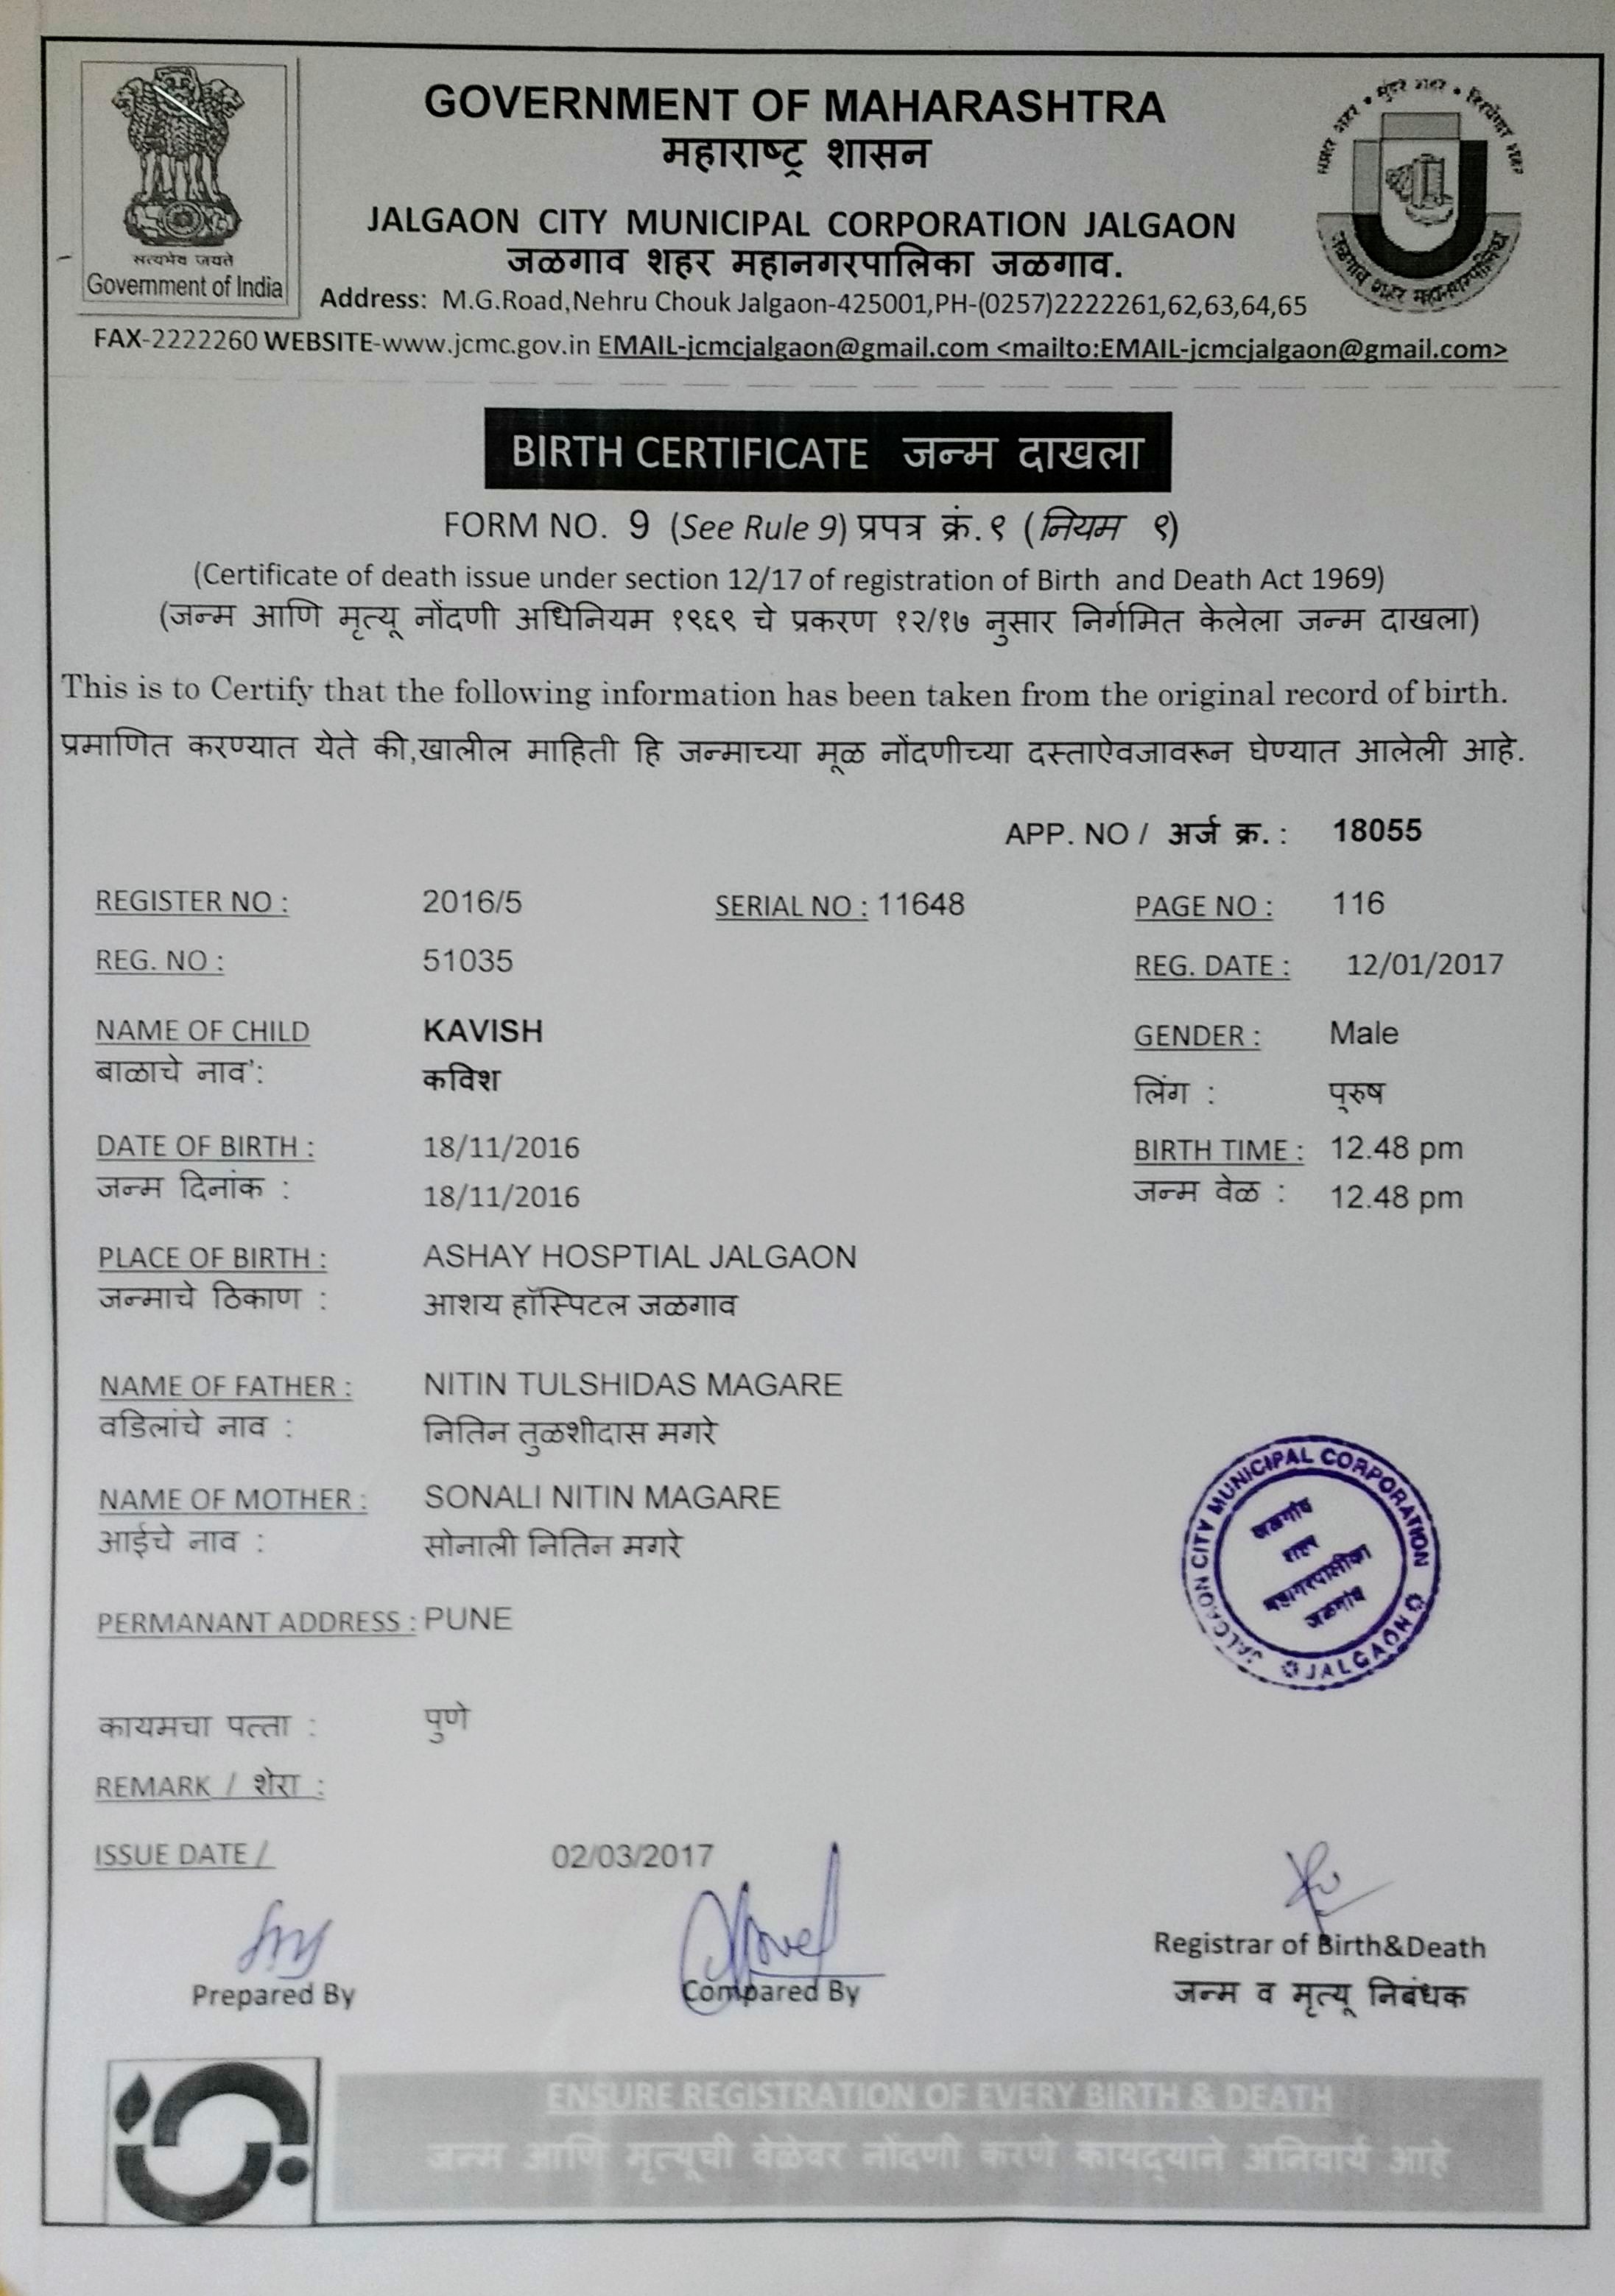 सत्यमेव जयते
Government of India
GOVERNMENT OF MAHARASHTRA
महाराष्ट्र शासन
JALGAON CITY MUNICIPAL CORPORATION JALGAON
जळगाव शहर महानगरपालिका जळगाव.
Address: M.G.Road,Nehru Chouk Jalgaon-425001,PH-(0257)2222261,62,63,64,65
FAX-2222260 WEBSITE-www.jcmc.gov.in EMAIL-jcmcjalgaon@gmail.com <mailto:EMAIL-jcmcjalgaon@gmail.com>
सुंदर शहर
जळगाव शहर महानगरपालिका
BIRTH CERTIFICATE जन्म दाखला
FORM NO. 9 (See Rule 9) प्रपत्र क्रं.९ (नियम ९)
(Certificate of death issue under section 12/17 of registration of Birth and Death Act 1969)
(जन्म आणि मृत्यू नोंदणी अधिनियम १९६९ चे प्रकरण १२/१७ नुसार निर्गमित केलेला जन्म दाखला)
This is to Certify that the following information has been taken from the original record of birth.
प्रमाणित करण्यात येते की,खालील माहिती हि जन्माच्या मूळ नोंदणीच्या दस्ताऐवजावरून घेण्यात आलेली आहे.
APP. NO / अर्ज क्र. : 18055
REGISTER NO : 2016/5 SERIAL NO : 11648 PAGE NO : 116
REG. NO : 51035 REG. DATE : 12/01/2017
NAME OF CHILD KAVISH GENDER : Male
बाळाचे नाव': कविश लिंग : पुरुष
DATE OF BIRTH : 18/11/2016 BIRTH TIME : 12.48 pm
जन्म दिनांक : 18/11/2016 जन्म वेळ : 12.48 pm
PLACE OF BIRTH : ASHAY HOSPTIAL JALGAON
जन्माचे ठिकाण : आशय हॉस्पिटल जळगाव
NAME OF FATHER : NITIN TULSHIDAS MAGARE
वडिलांचे नाव : नितिन तुळशीदास मगरे
NAME OF MOTHER : SONALI NITIN MAGARE
आईचे नाव : सोनाली नितिन मगरे
JALGAON CITY MUNICIPAL CORPORATION
JALGAON
जळगांव
शहर
महानगरपालीका
जळगांव
PERMANANT ADDRESS : PUNE
कायमचा पत्ता : पुणे
REMARK / शेरा :
ISSUE DATE / 02/03/2017
Prepared By Compared By Registrar of Birth&Death
जन्म व मृत्यू निबंधक
ENSURE REGISTRATION OF EVERY BIRTH & DEATH
जन्म आणि मृत्यूची वेळेवर नोंदणी करणे कायद्याने अनिवार्य आहे